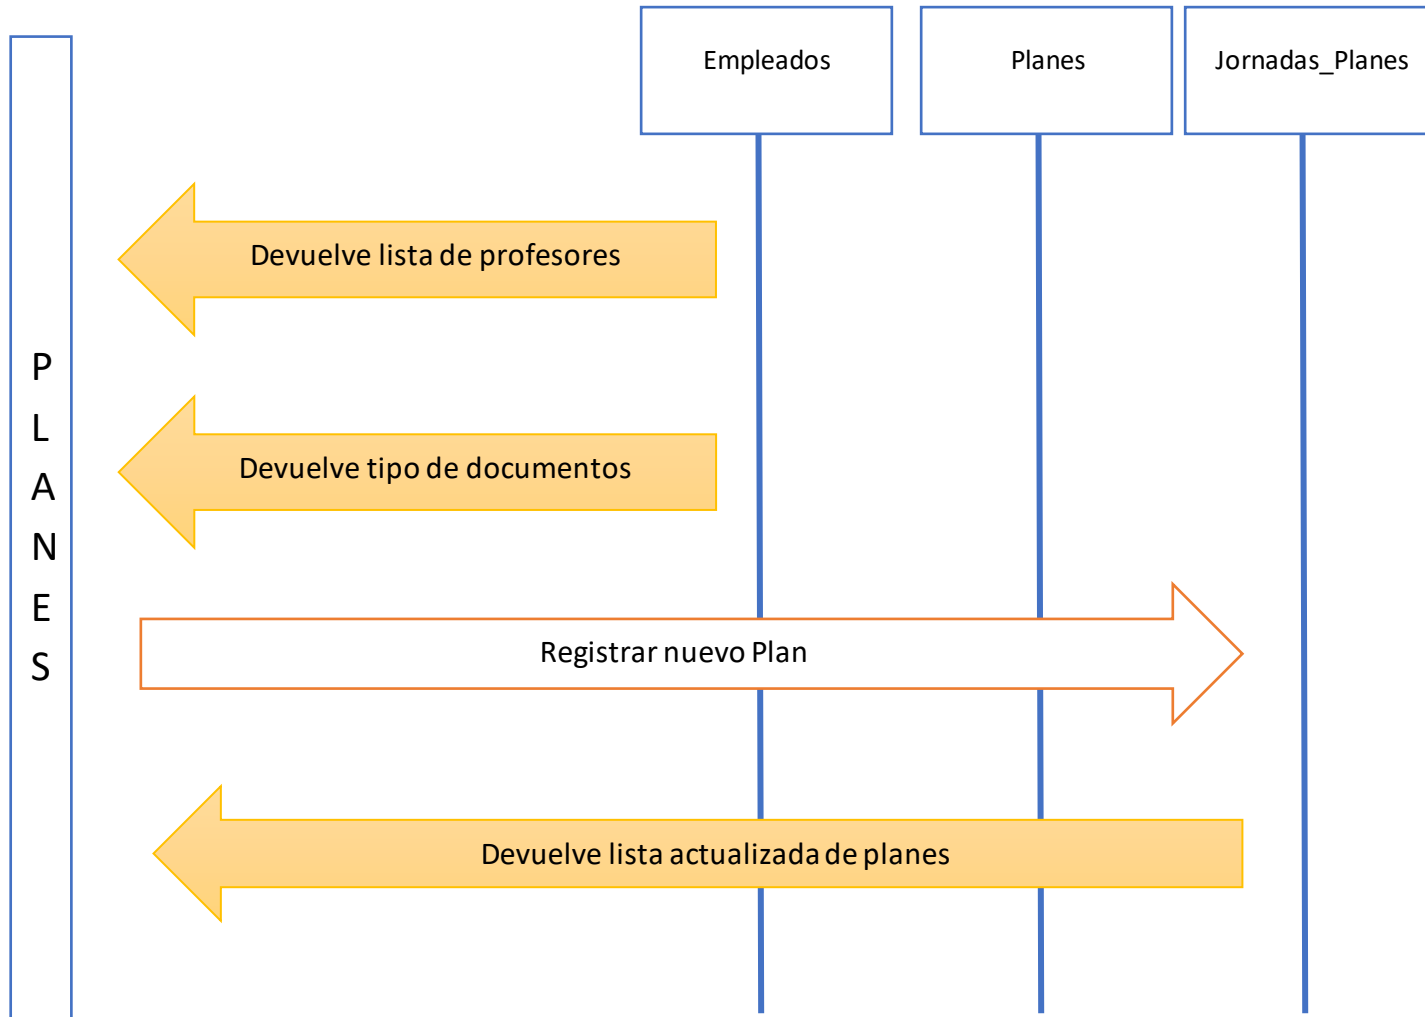 Empleados
Planes
Jornadas_Planes
Devuelve lista de profesores
Devuelve tipo de documentos
Registrar nuevo Plan
Devuelve lista actualizada de planes
P
L
A
N
E
S